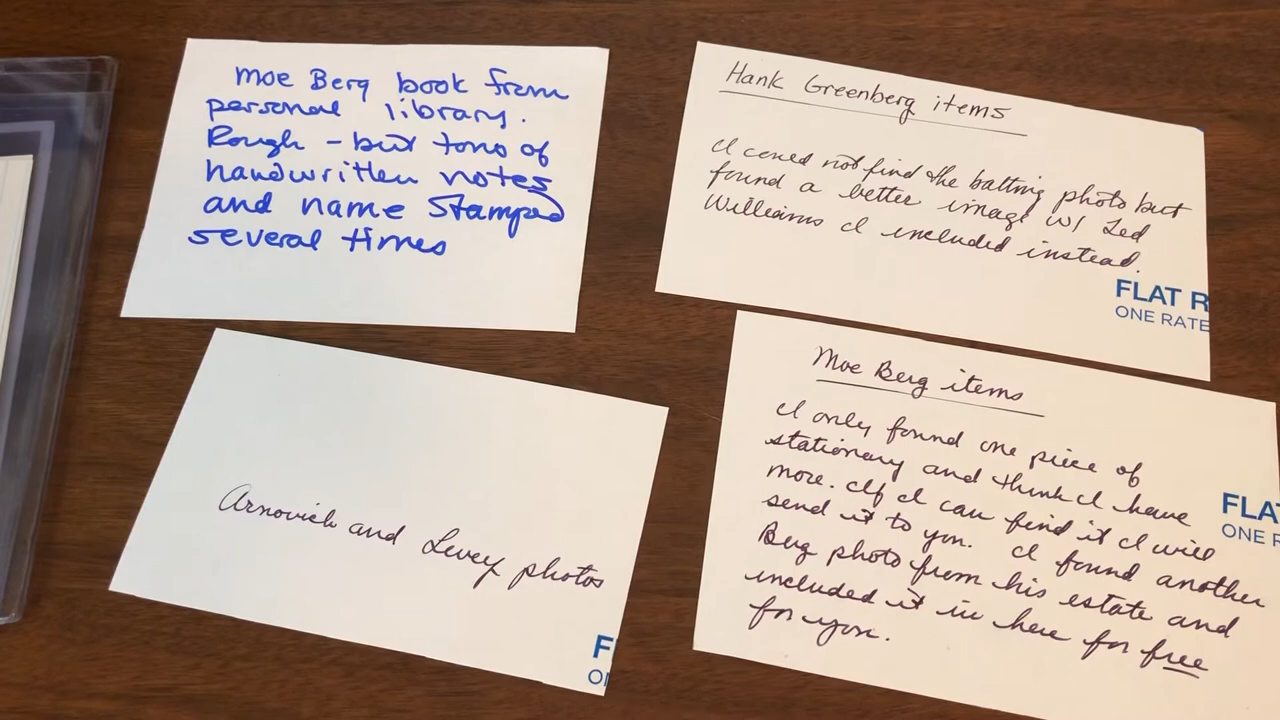 Moe Berg book from
personal library.
Rough - but tons of
handwritten notes
and name stamped
several times
Hank Greenberg items
I could not find the batting photo but
found a better image w/ Ted
Williams I included instead.
FLAT R
ONE RATE
Arnovich and Levey photos
F
O
Moe Berg items
I only found one piece of
stationary and think I have
more. If I can find it I will
send it to you. I found another
Berg photo from his estate and
included it in here for free
for you.
FLA
ONE R